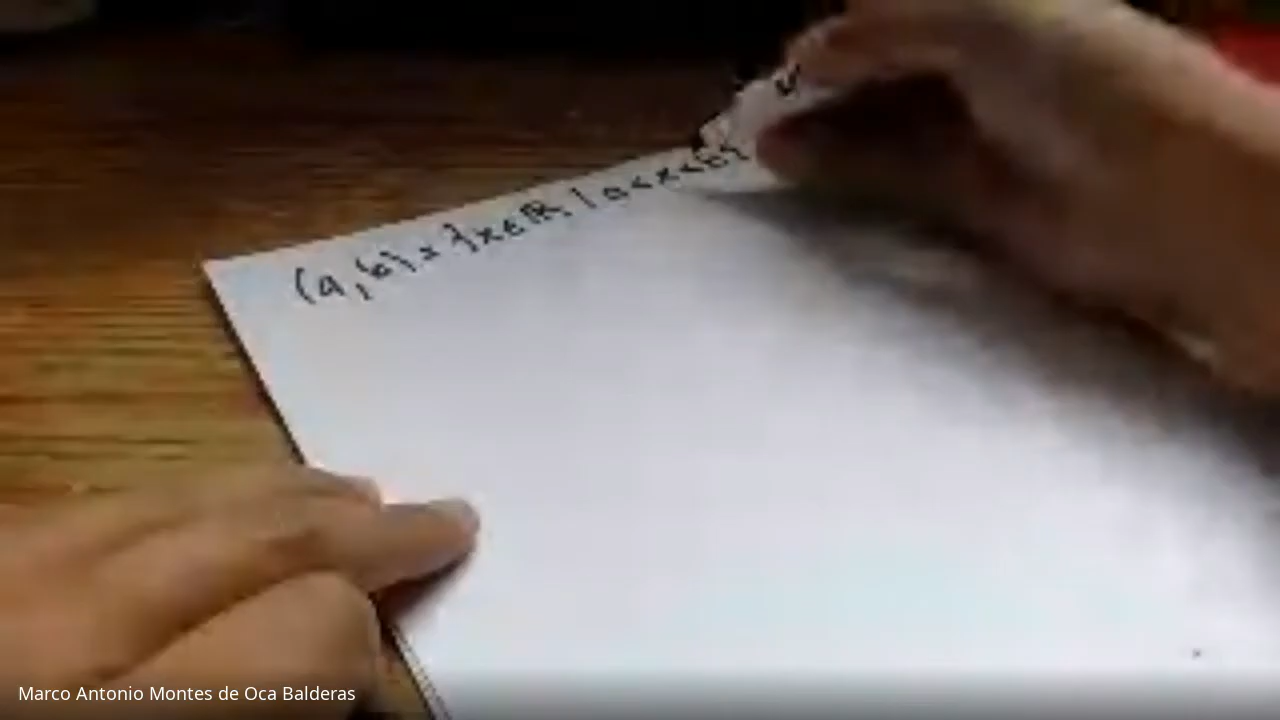 (a,b) = {x∈ℝ | a<x<b}
Marco Antonio Montes de Oca Balderas